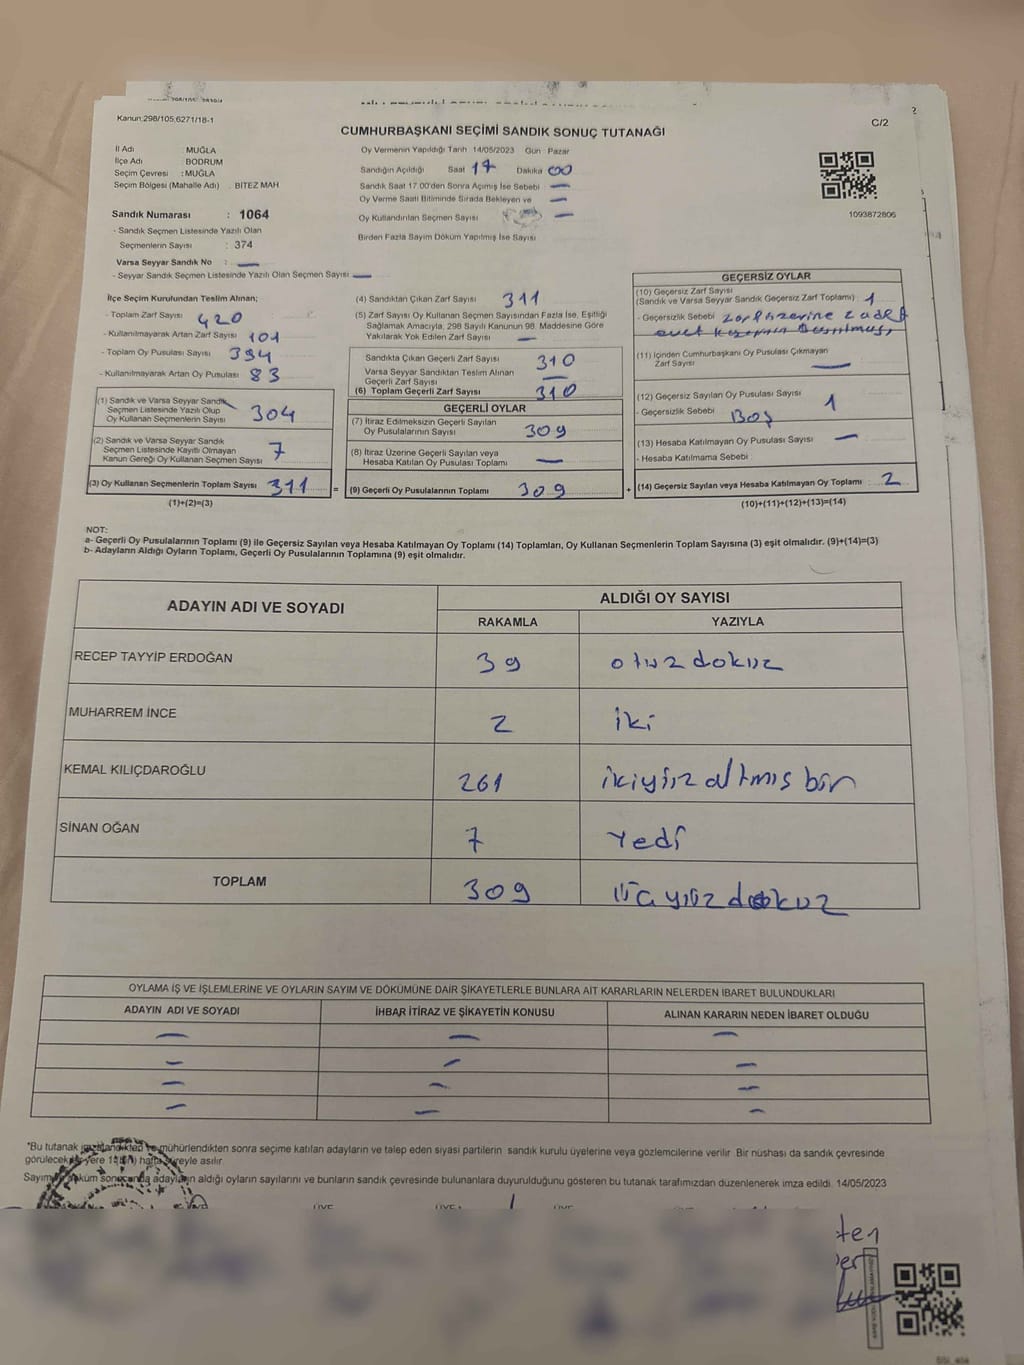 Kanun:298/105;6271/18-1
C/2
CUMHURBAŞKANI SEÇİMİ SANDIK SONUÇ TUTANAĞI
İl Adı : MUĞLA
İlçe Adı : BODRUM
Seçim Çevresi : MUĞLA
Seçim Bölgesi (Mahalle Adı) . BİTEZ MAH
Oy Vermenin Yapıldığı Tarih 14/05/2023 Gün : Pazar
Sandığın Açıldığı Saat 17 Dakika 00
Sandık Saat 17.00'den Sonra Açımış İse Sebebi
Oy Verme Saati Bitiminde Sırada Bekleyen ve
Oy Kullandırılan Seçmen Sayısı
Birden Fazla Sayım Döküm Yapılmış İse Sayısı
1093872806
Sandık Numarası : 1064
- Sandık Seçmen Listesinde Yazılı Olan
Seçmenlerin Sayısı : 374
Varsa Seyyar Sandık No : —
- Seyyar Sandık Seçmen Listesinde Yazılı Olan Seçmen Sayısı —
İlçe Seçim Kurulundan Teslim Alınan;
- Toplam Zarf Sayısı 420
- Kullanılmayarak Artan Zarf Sayısı 101
- Toplam Oy Pusulası Sayısı 394
- Kullanılmayarak Artan Oy Pusulası 83
(1) Sandık ve Varsa Seyyar Sandık
Seçmen Listesinde Yazılı Olup
Oy Kullanan Seçmenlerin Sayısı 304
(2) Sandık ve Varsa Seyyar Sandık
Seçmen Listesinde Kayıtlı Olmayan
Kanun Gereği Oy Kullanan Seçmen Sayısı 7
(3) Oy Kullanan Seçmenlerin Toplam Sayısı 311
(1)+(2)=(3)
(4) Sandıktan Çıkan Zarf Sayısı 311
(5) Zarf Sayısı Oy Kullanan Seçmen Sayısından Fazla İse, Eşitliği
Sağlamak Amacıyla, 298 Sayılı Kanunun 98. Maddesine Göre
Yakılarak Yok Edilen Zarf Sayısı —
Sandıkta Çıkan Geçerli Zarf Sayısı 310
Varsa Seyyar Sandıktan Teslim Alınan
Geçerli Zarf Sayısı —
(6) Toplam Geçerli Zarf Sayısı 310
GEÇERLİ OYLAR
(7) İtiraz Edilmeksizin Geçerli Sayılan
Oy Pusulalarının Sayısı 309
(8) İtiraz Üzerine Geçerli Sayılan veya
Hesaba Katılan Oy Pusulası Toplamı —
(9) Geçerli Oy Pusulalarının Toplamı 309
GEÇERSİZ OYLAR
(10) Geçersiz Zarf Sayısı
(Sandık ve Varsa Seyyar Sandık Geçersiz Zarf Toplamı) 1
- Geçersizlik Sebebi
(11) İçinden Cumhurbaşkanı Oy Pusulası Çıkmayan
Zarf Sayısı —
(12) Geçersiz Sayılan Oy Pusulası Sayısı 1
- Geçersizlik Sebebi Boş
(13) Hesaba Katılmayan Oy Pusulası Sayısı —
- Hesaba Katılmama Sebebi :
(14) Geçersiz Sayılan veya Hesaba Katılmayan Oy Toplamı : 2
(10)+(11)+(12)+(13)=(14)
NOT:
a- Geçerli Oy Pusulalarının Toplamı (9) ile Geçersiz Sayılan veya Hesaba Katılmayan Oy Toplamı (14) Toplamları, Oy Kullanan Seçmenlerin Toplam Sayısına (3) eşit olmalıdır. (9)+(14)=(3)
b- Adayların Aldığı Oyların Toplamı, Geçerli Oy Pusulalarının Toplamına (9) eşit olmalıdır.
ADAYIN ADI VE SOYADI
ALDIĞI OY SAYISI
RAKAMLA YAZIYLA
RECEP TAYYİP ERDOĞAN 39 otuzdokuz
MUHARREM İNCE 2 iki
KEMAL KILIÇDAROĞLU 261 ikiyüz altmış bir
SİNAN OĞAN 7 Yedi
TOPLAM 309 üçyüzdokuz
OYLAMA İŞ VE İŞLEMLERİNE VE OYLARIN SAYIM VE DÖKÜMÜNE DAİR ŞİKAYETLERLE BUNLARA AİT KARARLARIN NELERDEN İBARET BULUNDUKLARI
ADAYIN ADI VE SOYADI İHBAR İTİRAZ VE ŞİKAYETİN KONUSU ALINAN KARARIN NEDEN İBARET OLDUĞU
*Bu tutanak imzalandıktan ve mühürlendikten sonra seçime katılan adayların ve talep eden siyasi partilerin sandık kurulu üyelerine veya gözlemcilerine verilir. Bir nüshası da sandık çevresinde
görülecek bir yere 1 (bir) hafta süreyle asılır.
Sayım ve döküm sonucunda adayların aldığı oyların sayılarını ve bunların sandık çevresinde bulunanlara duyurulduğunu gösteren bu tutanak tarafımızdan düzenlenerek imza edildi. 14/05/2023
ÜYE ÜYE ÜYE